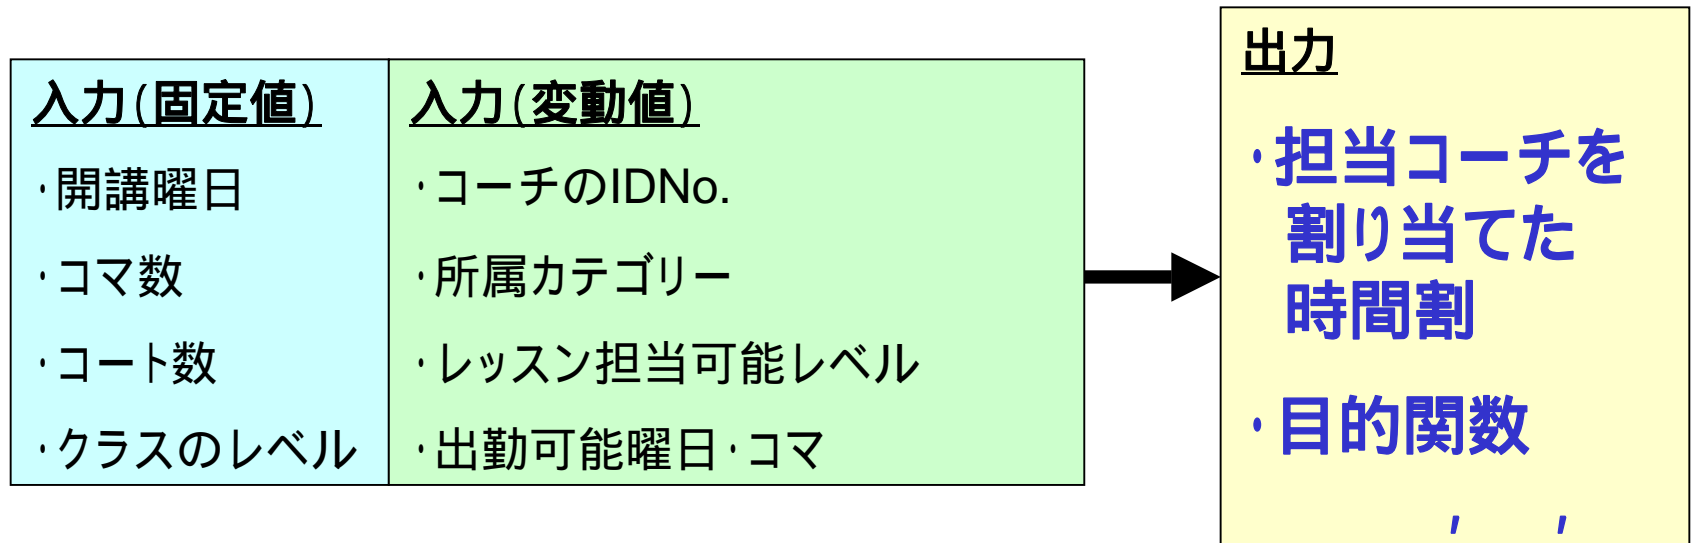 入力(固定値)
・開講曜日
・コマ数
・コート数
・クラスのレベル
入力(変動値)
・コーチのIDNo.
・所属カテゴリー
・レッスン担当可能レベル
・出勤可能曜日・コマ
出力
・担当コーチを
割り当てた
時間割
・目的関数
, ,